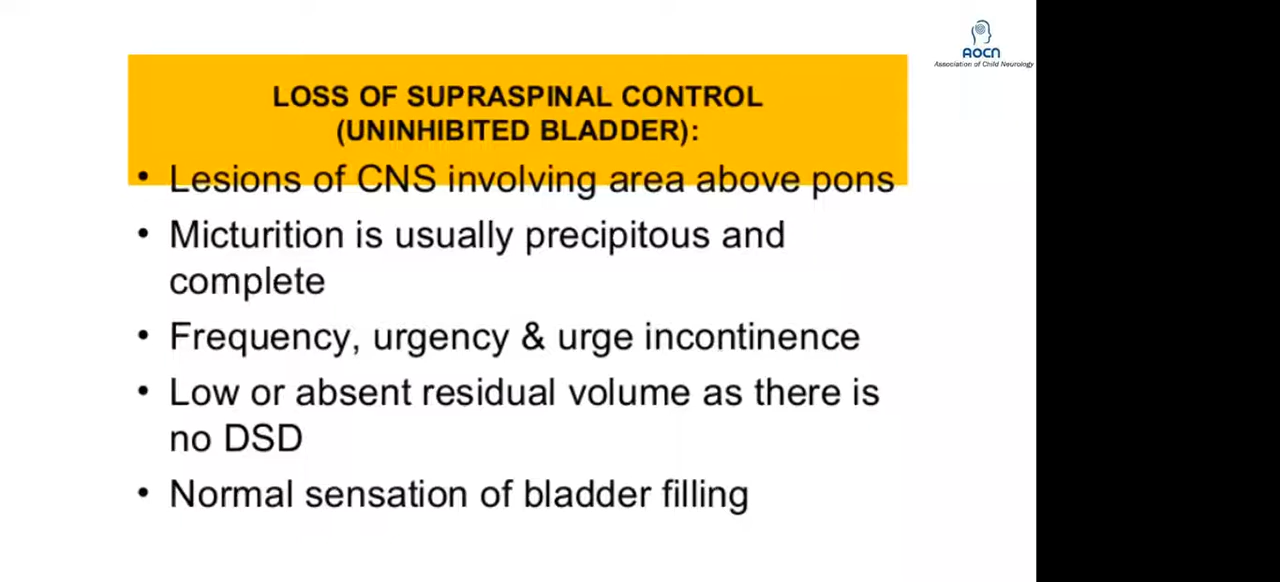 AOCN
Association of Child Neurology
LOSS OF SUPRASPINAL CONTROL
(UNINHIBITED BLADDER):
• Lesions of CNS involving area above pons
• Micturition is usually precipitous and
complete
• Frequency, urgency & urge incontinence
• Low or absent residual volume as there is
no DSD
• Normal sensation of bladder filling